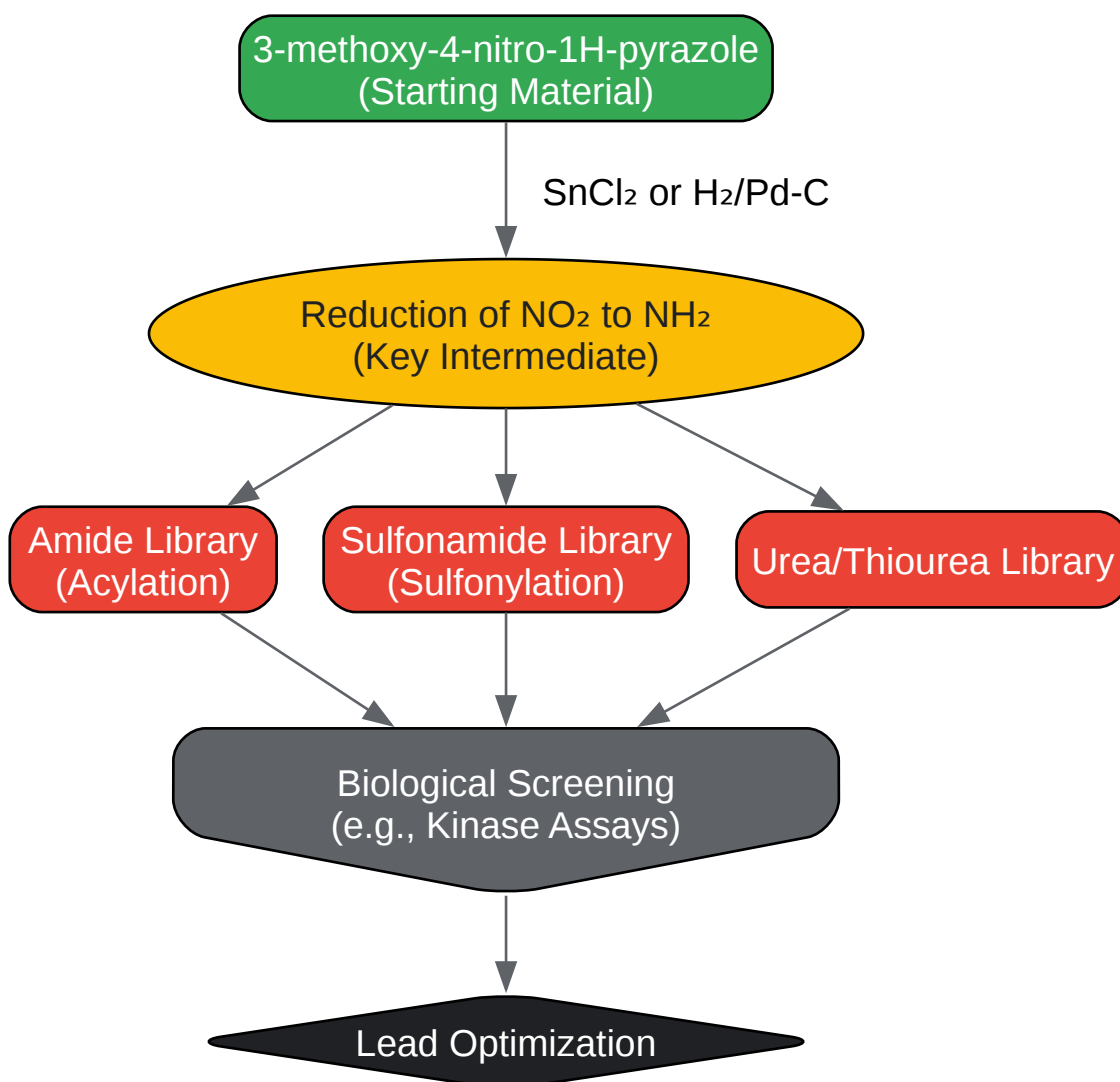 3-methoxy-4-nitro-1H-pyrazole
(Starting Material)
SnCl₂ or H₂/Pd-C
Reduction of NO₂ to NH₂
(Key Intermediate)
Amide Library
(Acylation)
Sulfonamide Library
(Sulfonylation)
Urea/Thiourea Library
Biological Screening
(e.g., Kinase Assays)
Lead Optimization